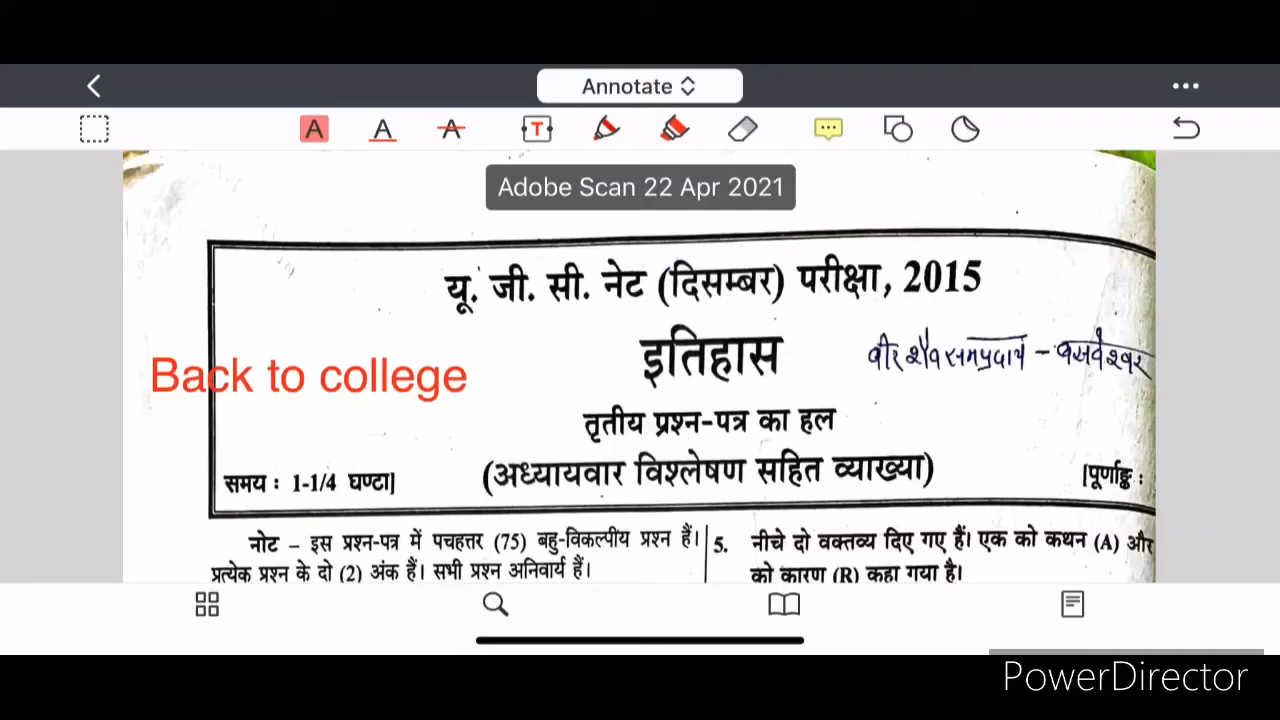 Annotate
Adobe Scan 22 Apr 2021
यू. जी. सी. नेट (दिसम्बर) परीक्षा, 2015
इतिहास
वीर शैव सम्प्रदाय - बसवेश्वर
Back to college
तृतीय प्रश्न-पत्र का हल
(अध्यायवार विश्लेषण सहित व्याख्या)
समय : 1-1/4 घण्टा]
[पूर्णाङ्क :
नोट – इस प्रश्न-पत्र में पचहत्तर (75) बहु-विकल्पीय प्रश्न हैं।
प्रत्येक प्रश्न के दो (2) अंक हैं। सभी प्रश्न अनिवार्य हैं।
5. नीचे दो वक्तव्य दिए गए हैं। एक को कथन (A) और
को कारण (R) कहा गया है।
PowerDirector